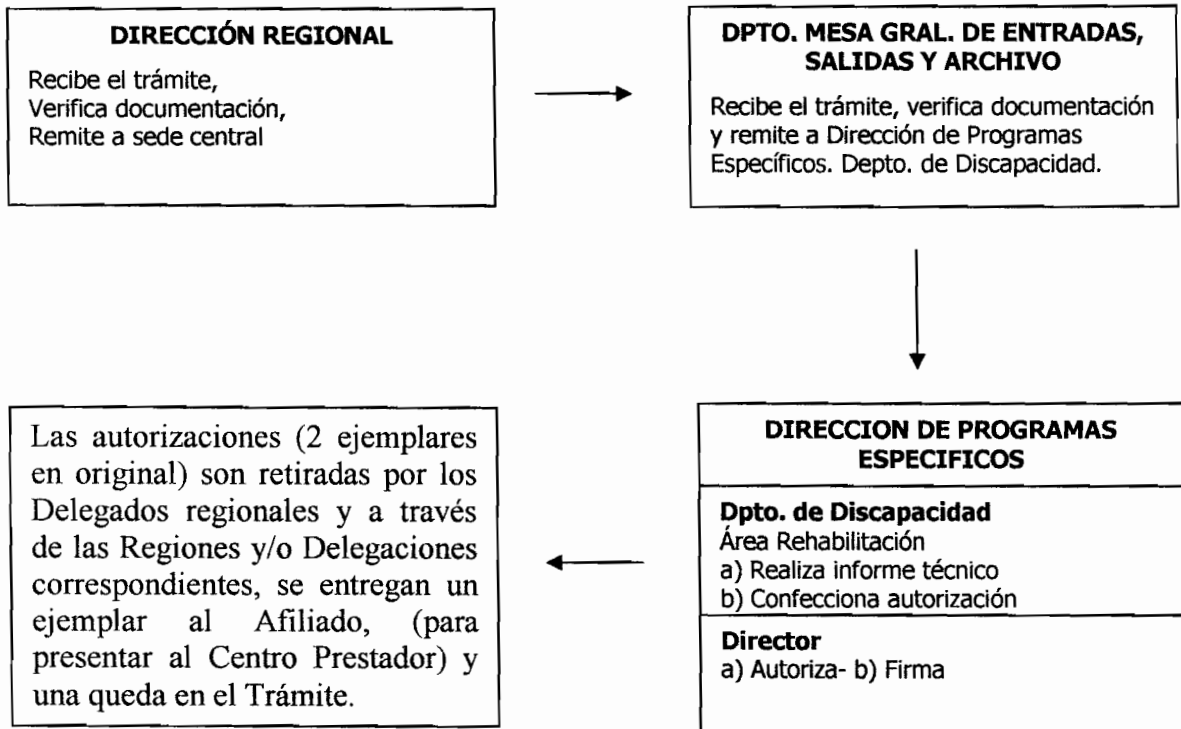 DIRECCIÓN REGIONAL
Recibe el trámite,
Verifica documentación,
Remite a sede central
DPTO. MESA GRAL. DE ENTRADAS,
SALIDAS Y ARCHIVO
Recibe el trámite, verifica documentación
y remite a Dirección de Programas
Específicos. Depto. de Discapacidad.
DIRECCION DE PROGRAMAS
ESPECIFICOS
Dpto. de Discapacidad
Área Rehabilitación
a) Realiza informe técnico
b) Confecciona autorización
Director
a) Autoriza- b) Firma
Las autorizaciones (2 ejemplares
en original) son retiradas por los
Delegados regionales y a través
de las Regiones y/o Delegaciones
correspondientes, se entregan un
ejemplar al Afiliado, (para
presentar al Centro Prestador) y
una queda en el Trámite.